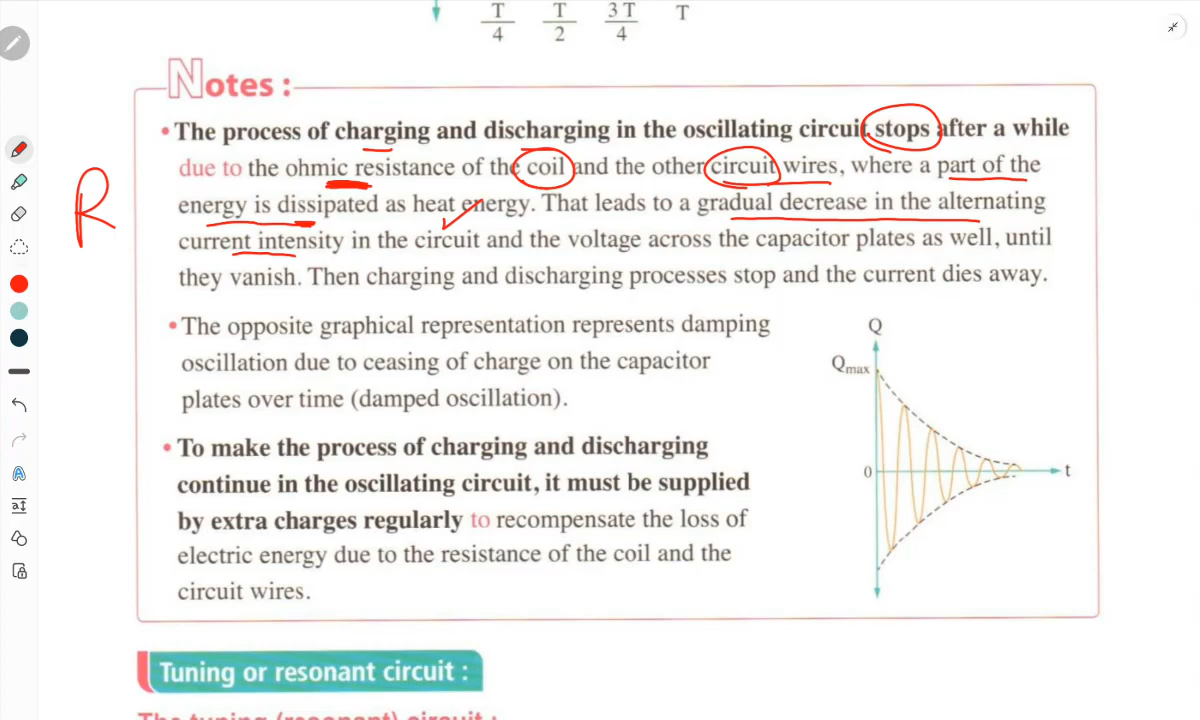 T/4 T/2 3T/4 T
Notes :
• The process of charging and discharging in the oscillating circuit stops after a while
due to the ohmic resistance of the coil and the other circuit wires, where a part of the
energy is dissipated as heat energy. That leads to a gradual decrease in the alternating
current intensity in the circuit and the voltage across the capacitor plates as well, until
they vanish. Then charging and discharging processes stop and the current dies away.
R
• The opposite graphical representation represents damping
oscillation due to ceasing of charge on the capacitor
plates over time (damped oscillation).
Q
Qmax
0
t
• To make the process of charging and discharging
continue in the oscillating circuit, it must be supplied
by extra charges regularly to recompensate the loss of
electric energy due to the resistance of the coil and the
circuit wires.
Tuning or resonant circuit :
The tuning (resonant) circuit :